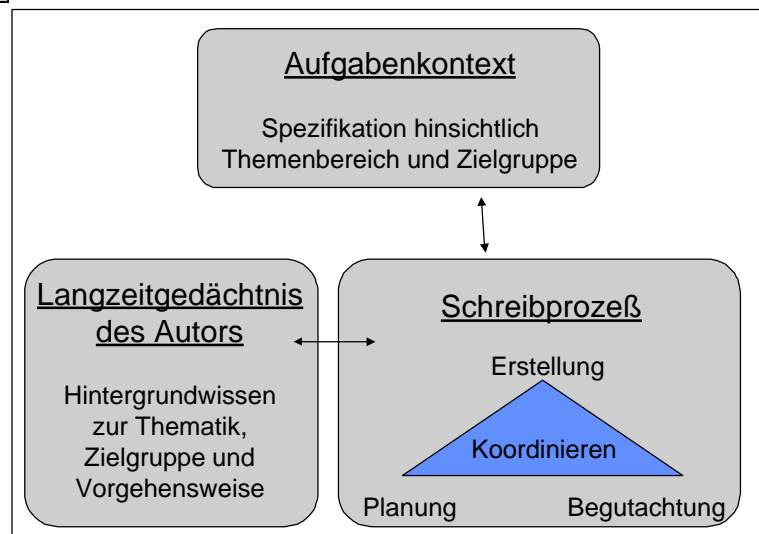 Aufgabenkontext
Spezifikation hinsichtlich
Themenbereich und Zielgruppe
Langzeitgedächtnis
des Autors
Hintergrundwissen
zur Thematik,
Zielgruppe und
Vorgehensweise
Schreibprozeß
Erstellung
Koordinieren
Planung
Begutachtung